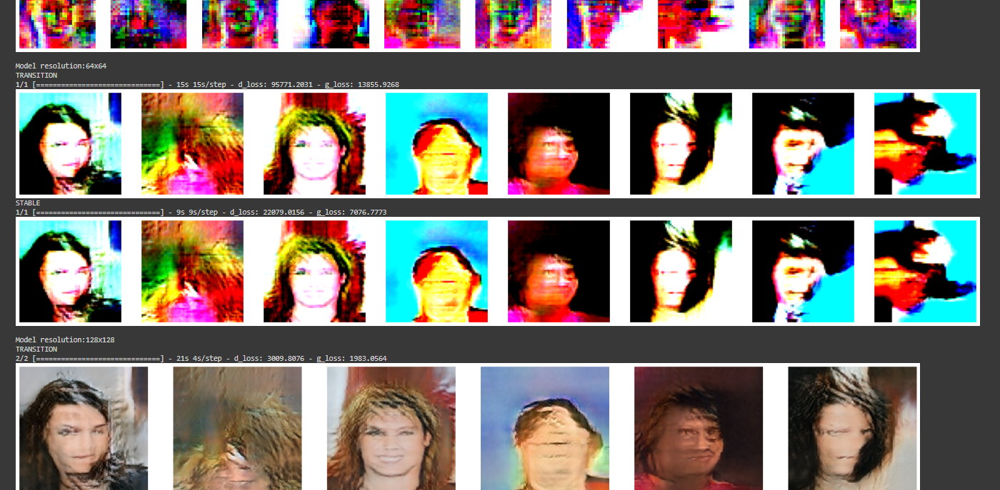 Model resolution:64x64
TRANSITION
1/1 [==============================] - 15s 15s/step - d_loss: 95771.2031 - g_loss: 13855.9268
STABLE
1/1 [==============================] - 9s 9s/step - d_loss: 22079.0156 - g_loss: 7076.7773
Model resolution:128x128
TRANSITION
2/2 [==============================] - 21s 4s/step - d_loss: 3009.8076 - g_loss: 1983.0564